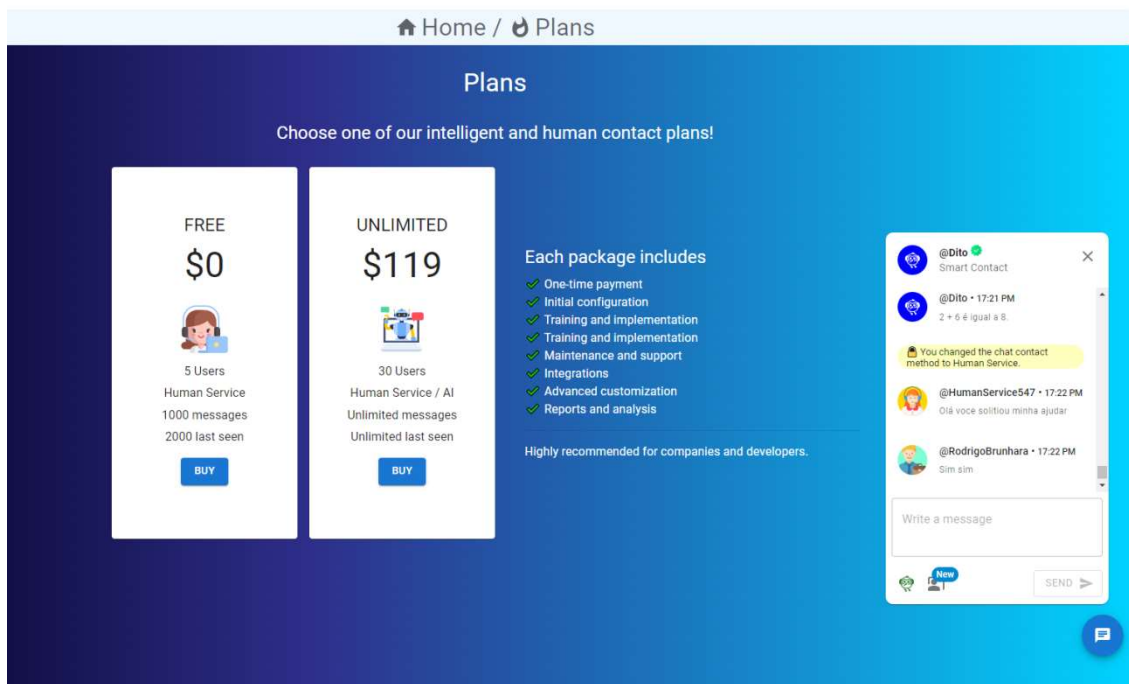 Home / Plans
Plans
Choose one of our intelligent and human contact plans!
FREE
$0
5 Users
Human Service
1000 messages
2000 last seen
BUY
UNLIMITED
$119
30 Users
Human Service / AI
Unlimited messages
Unlimited last seen
BUY
Each package includes
One-time payment
Initial configuration
Training and implementation
Training and implementation
Maintenance and support
Integrations
Advanced customization
Reports and analysis
Highly recommended for companies and developers.
@Dito
Smart Contact
@Dito • 17:21 PM
2 + 6 é igual a 8.
You changed the chat contact
method to Human Service.
@HumanService547 • 17:22 PM
Olá voce solitiou minha ajudar
@RodrigoBrunhara • 17:22 PM
Sim sim
Write a message
New
SEND